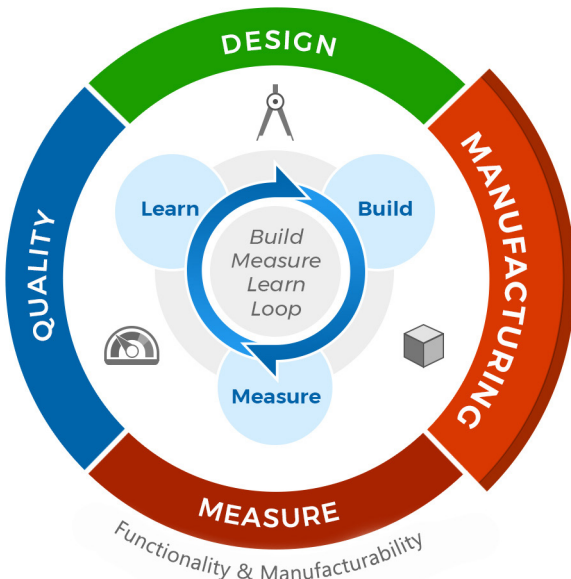 DESIGN
MANUFACTURING
QUALITY
Learn
Build
Build
Measure
Learn
Loop
Measure
MEASURE
Functionality & Manufacturability